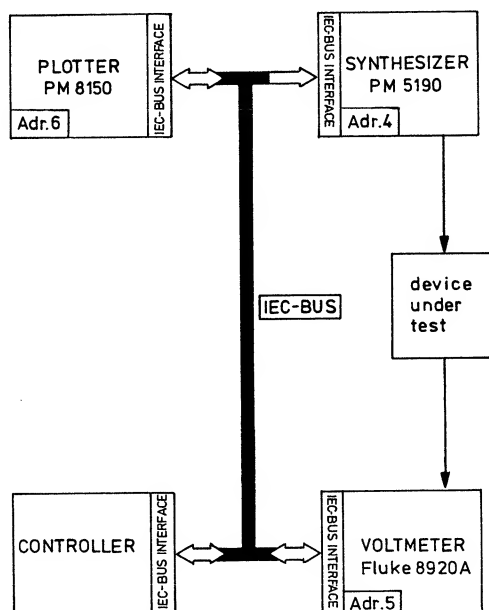 PLOTTER
PM 8150
Adr.6
IEC-BUS INTERFACE
IEC-BUS INTERFACE
SYNTHESIZER
PM 5190
Adr.4
device
under
test
IEC-BUS
CONTROLLER
IEC-BUS INTERFACE
IEC-BUS INTERFACE
VOLTMETER
Fluke 8920A
Adr.5